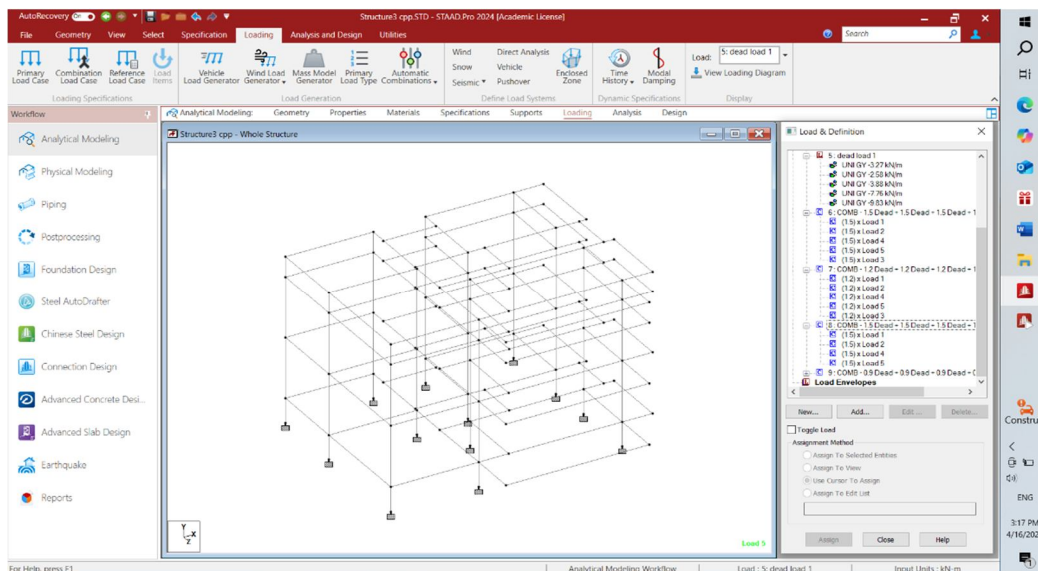 AutoRecovery On
Structure3 cpp.STD - STAAD.Pro 2024 [Academic License]
File Geometry View Select Specification Loading Analysis and Design Utilities
Search
Primary Load Case
Combination Load Case
Reference Load Case
Load Items
Loading Specifications
Vehicle Load Generator
Wind Load Generator
Mass Model Generator
Primary Load Type
Automatic Combinations
Load Generation
Wind
Snow
Seismic
Direct Analysis
Vehicle
Pushover
Enclosed Zone
Define Load Systems
Time History
Modal Damping
Dynamic Specifications
Load: 5: dead load 1
View Loading Diagram
Display
Workflow
Analytical Modeling: Geometry Properties Materials Specifications Supports Loading Analysis Design
Analytical Modeling
Physical Modeling
Piping
Postprocessing
Foundation Design
Steel AutoDrafter
Chinese Steel Design
Connection Design
Advanced Concrete Desi...
Advanced Slab Design
Earthquake
Reports
Structure3 cpp - Whole Structure
Y
X
Z
Load 5
Load & Definition
5 : dead load 1
UNI GY -3.27 kN/m
UNI GY -2.58 kN/m
UNI GY -3.88 kN/m
UNI GY -7.76 kN/m
UNI GY -9.83 kN/m
6 : COMB - 1.5 Dead + 1.5 Dead + 1.5 Dead + 1
(1.5) x Load 1
(1.5) x Load 2
(1.5) x Load 4
(1.5) x Load 5
(1.5) x Load 3
7 : COMB - 1.2 Dead + 1.2 Dead + 1.2 Dead + 1
(1.2) x Load 1
(1.2) x Load 2
(1.2) x Load 4
(1.2) x Load 5
(1.2) x Load 3
8 : COMB - 1.5 Dead + 1.5 Dead + 1.5 Dead + 1
(1.5) x Load 1
(1.5) x Load 2
(1.5) x Load 4
(1.5) x Load 5
9 : COMB - 0.9 Dead + 0.9 Dead + 0.9 Dead + (
Load Envelopes
New... Add... Edit ... Delete...
Toggle Load
Assignment Method
Assign To Selected Entities
Assign To View
Use Cursor To Assign
Assign To Edit List
Assign Close Help
For Help, press F1
Analytical Modeling Workflow
Load : 5: dead load 1
Input Units : kN-m
Constru
ENG
3:17 PM
4/16/202